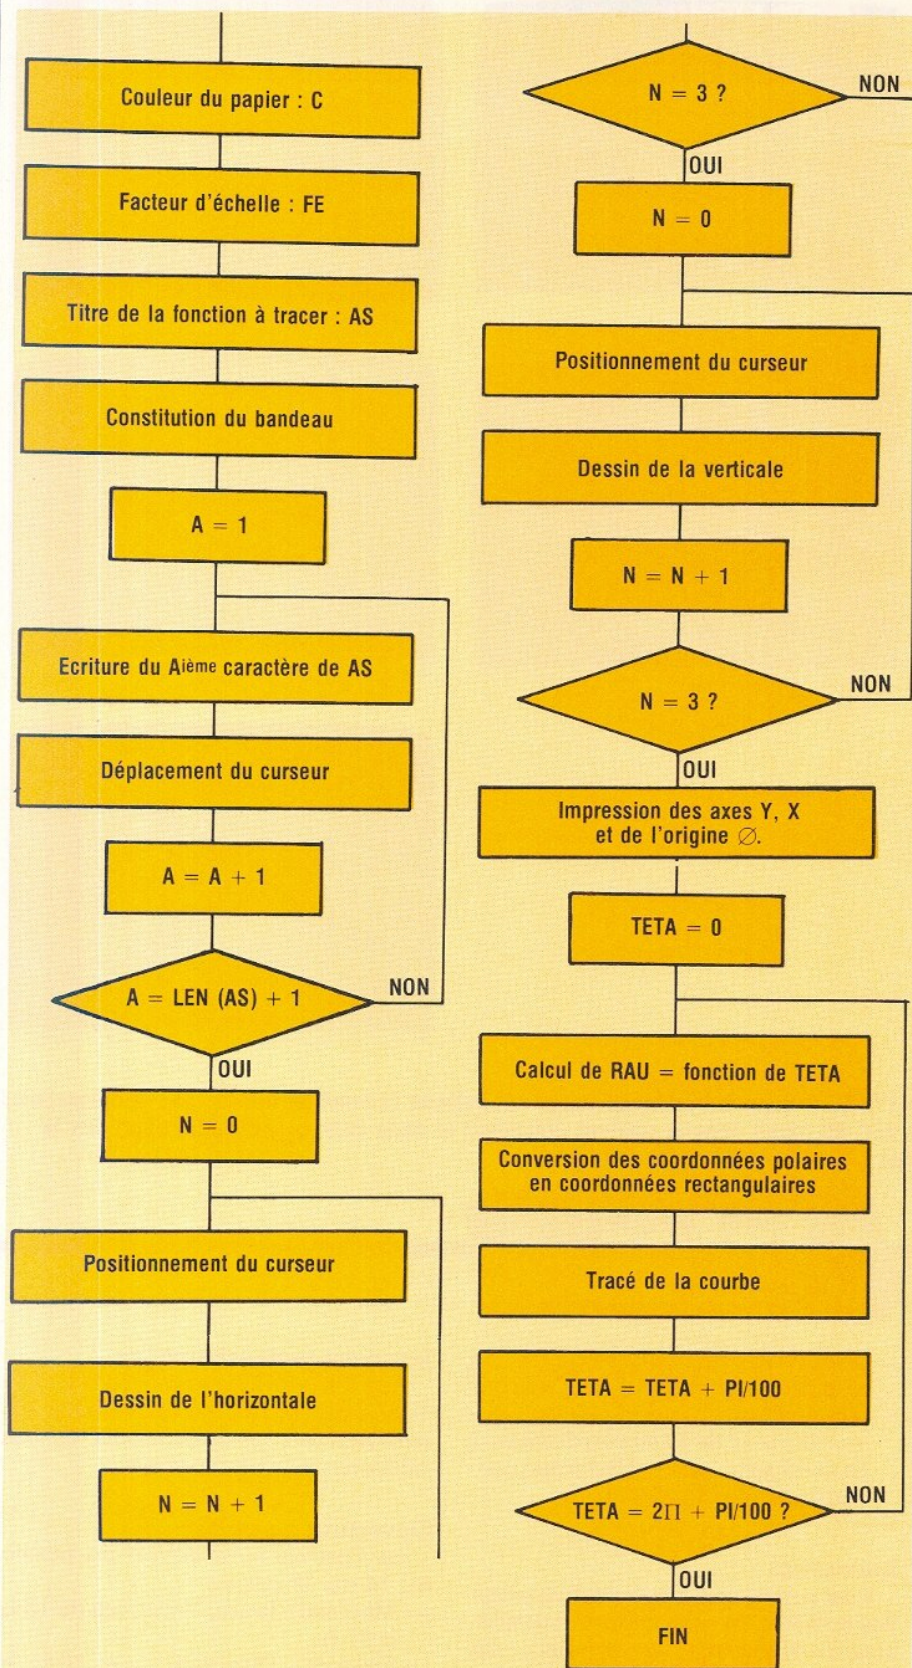 Couleur du papier : C
Facteur d'échelle : FE
Titre de la fonction à tracer : AS
Constitution du bandeau
A = 1
Ecriture du Aième caractère de AS
Déplacement du curseur
A = A + 1
A = LEN (AS) + 1
NON
OUI
N = 0
Positionnement du curseur
Dessin de l'horizontale
N = N + 1
N = 3 ?
NON
OUI
N = 0
Positionnement du curseur
Dessin de la verticale
N = N + 1
N = 3 ?
NON
OUI
Impression des axes Y, X
et de l'origine ∅.
TETA = 0
Calcul de RAU = fonction de TETA
Conversion des coordonnées polaires
en coordonnées rectangulaires
Tracé de la courbe
TETA = TETA + PI/100
TETA = 2Π + PI/100 ?
NON
OUI
FIN